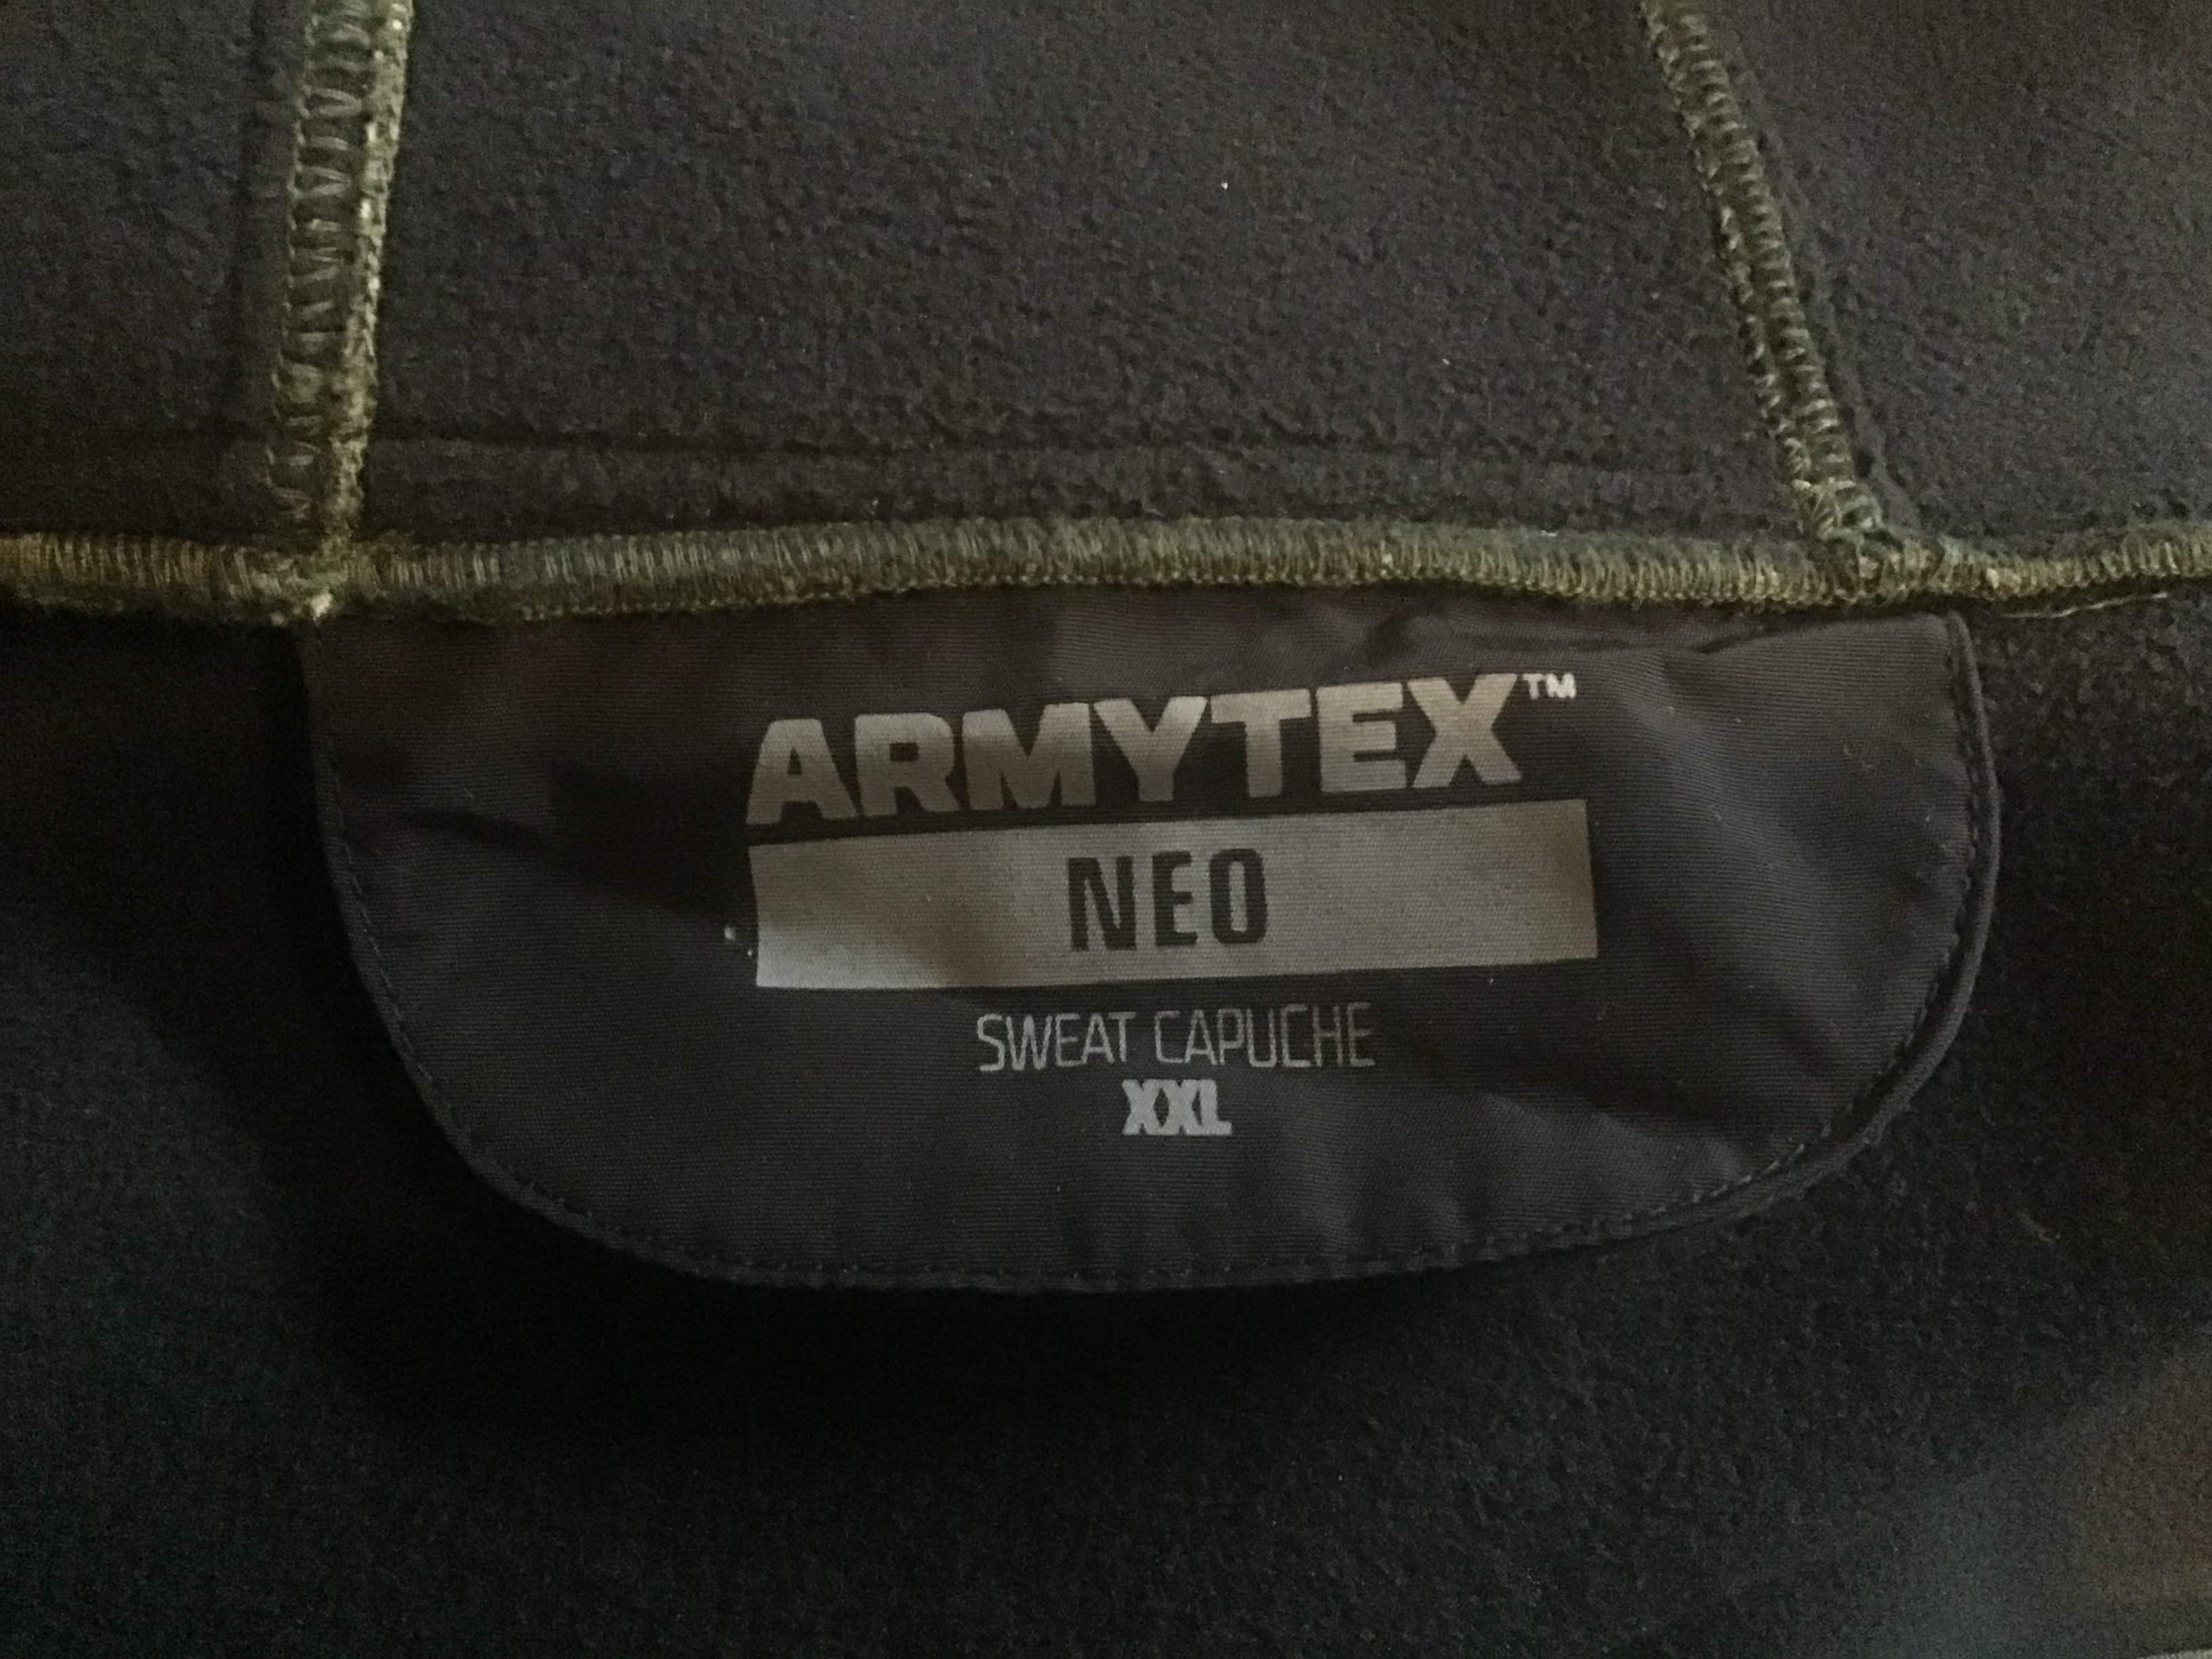 ARMYTEX™
NEO
SWEAT CAPUCHE
XXL